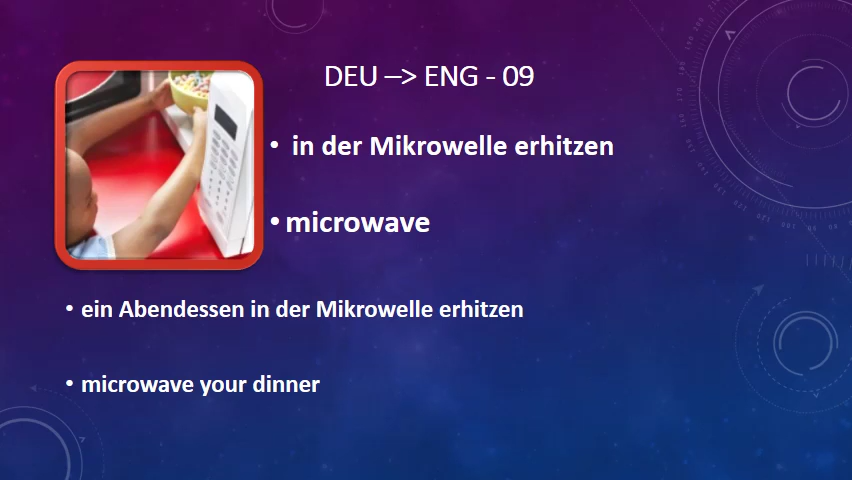 DEU –> ENG - 09
• in der Mikrowelle erhitzen
• microwave
• ein Abendessen in der Mikrowelle erhitzen
• microwave your dinner